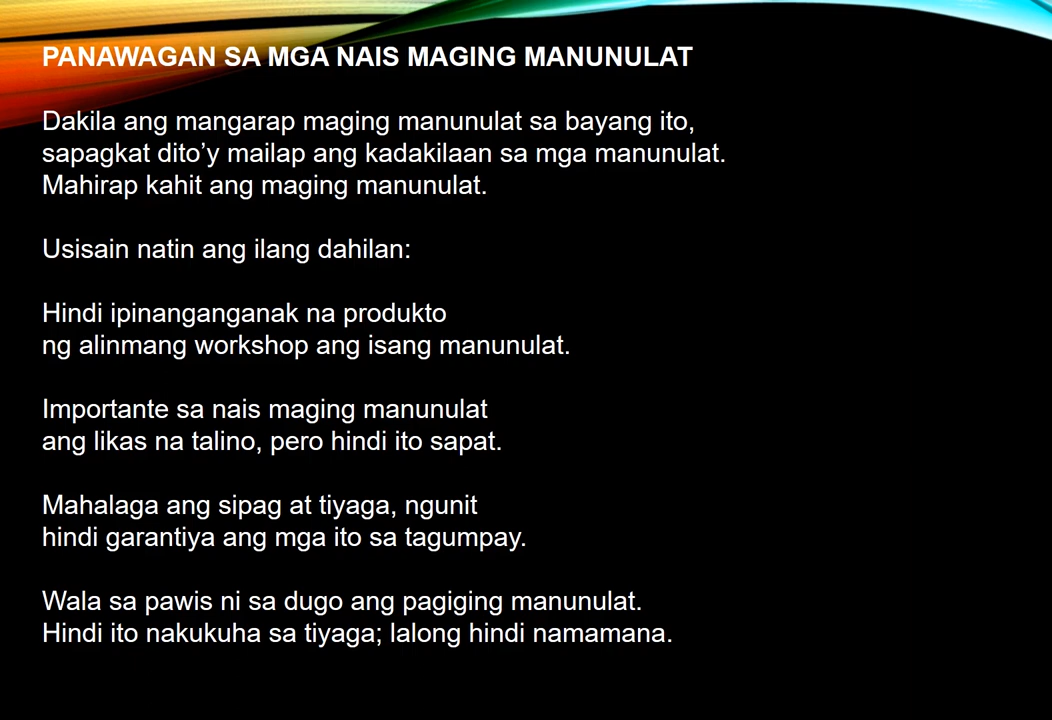 PANAWAGAN SA MGA NAIS MAGING MANUNULAT
Dakila ang mangarap maging manunulat sa bayang ito,
sapagkat dito’y mailap ang kadakilaan sa mga manunulat.
Mahirap kahit ang maging manunulat.
Usisain natin ang ilang dahilan:
Hindi ipinanganganak na produkto
ng alinmang workshop ang isang manunulat.
Importante sa nais maging manunulat
ang likas na talino, pero hindi ito sapat.
Mahalaga ang sipag at tiyaga, ngunit
hindi garantiya ang mga ito sa tagumpay.
Wala sa pawis ni sa dugo ang pagiging manunulat.
Hindi ito nakukuha sa tiyaga; lalong hindi namamana.